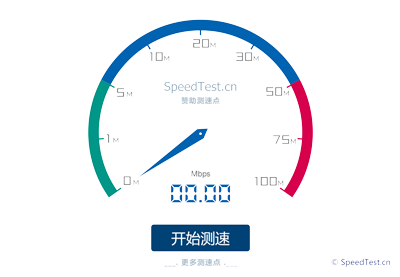 20M
10M
30M
SpeedTest.cn
5M
50M
赞助测速点
1M
75M
Mbps
0M
100M
00.00
开始测速
... 更多测速点 ...
© SpeedTest.cn